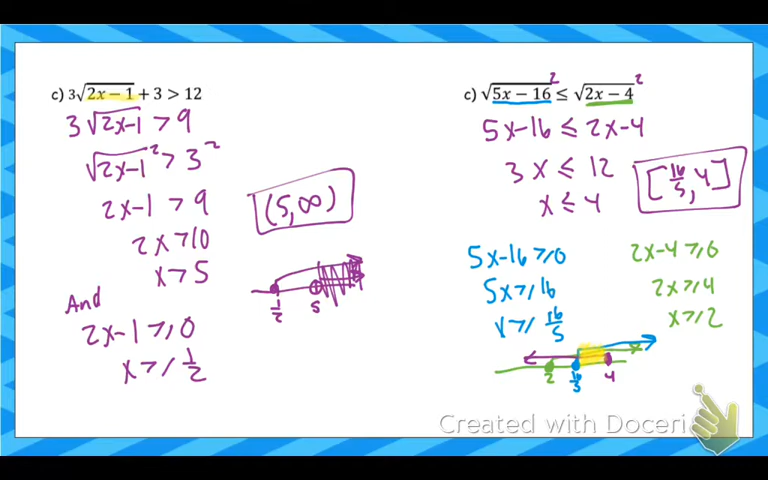 c) 3√(2x − 1) + 3 > 12
3√(2x-1) > 9
√(2x-1)² > 3²
2x-1 > 9
2x > 10
x > 5
And
2x-1 ≥ 0
x ≥ 1/2
(5, ∞)
1/2 5
c) √(5x − 16)² ≤ √(2x − 4)²
5x-16 ≤ 2x-4
3x ≤ 12
x ≤ 4
[16/5, 4]
5x-16 ≥ 0
5x ≥ 16
x ≥ 16/5
2x-4 ≥ 0
2x ≥ 4
x ≥ 2
2 16/5 4
Created with Doceri